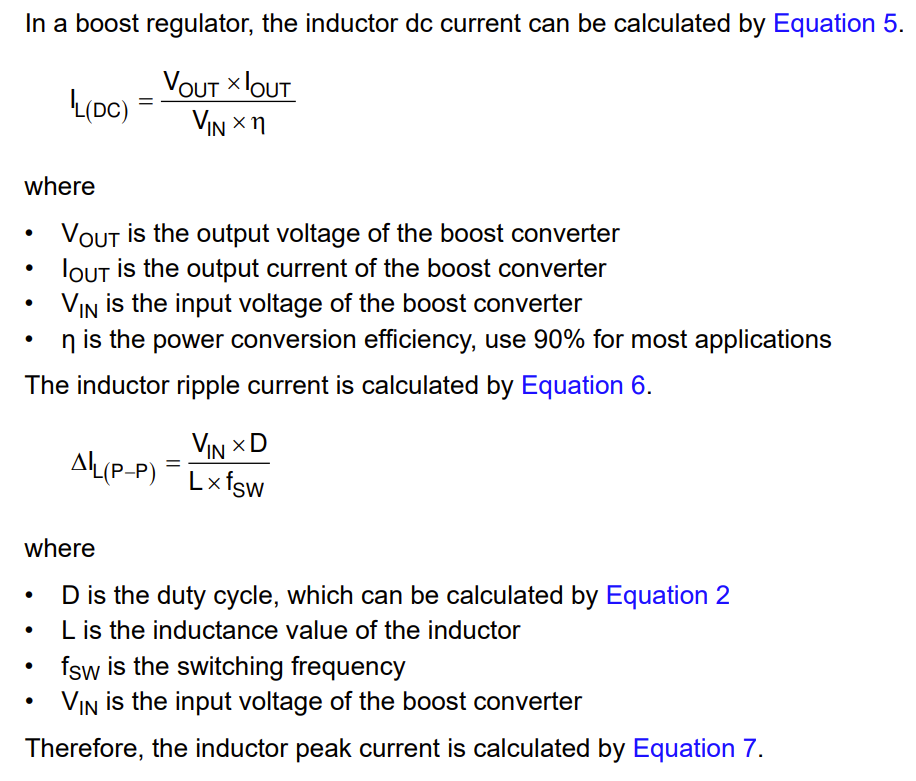 In a boost regulator, the inductor dc current can be calculated by Equation 5.
I_L(DC) = (V_OUT × I_OUT) / (V_IN × η)
where
• V_OUT is the output voltage of the boost converter
• I_OUT is the output current of the boost converter
• V_IN is the input voltage of the boost converter
• η is the power conversion efficiency, use 90% for most applications
The inductor ripple current is calculated by Equation 6.
ΔI_L(P–P) = (V_IN × D) / (L × f_SW)
where
• D is the duty cycle, which can be calculated by Equation 2
• L is the inductance value of the inductor
• f_SW is the switching frequency
• V_IN is the input voltage of the boost converter
Therefore, the inductor peak current is calculated by Equation 7.